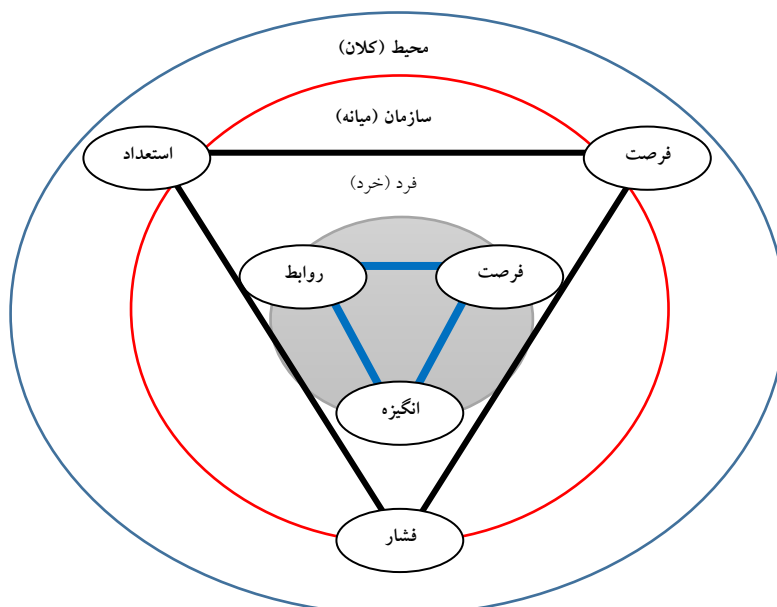 محیط (کلان)
سازمان (میانه)
فرصت
استعداد
فرد (خرد)
فرصت
روابط
انگیزه
فشار